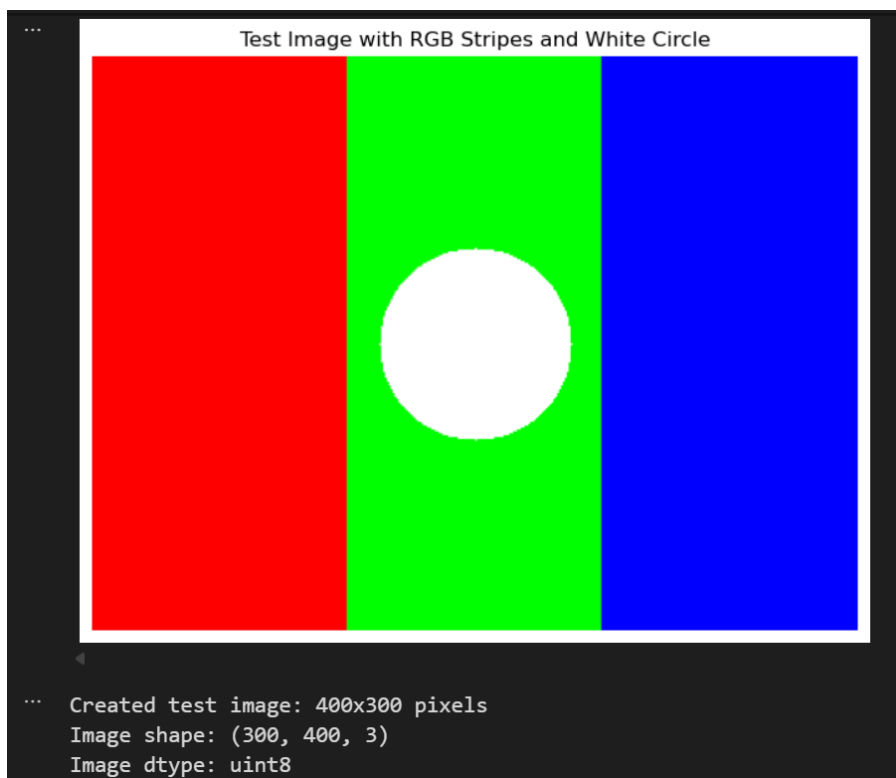 Test Image with RGB Stripes and White Circle
Created test image: 400x300 pixels
Image shape: (300, 400, 3)
Image dtype: uint8